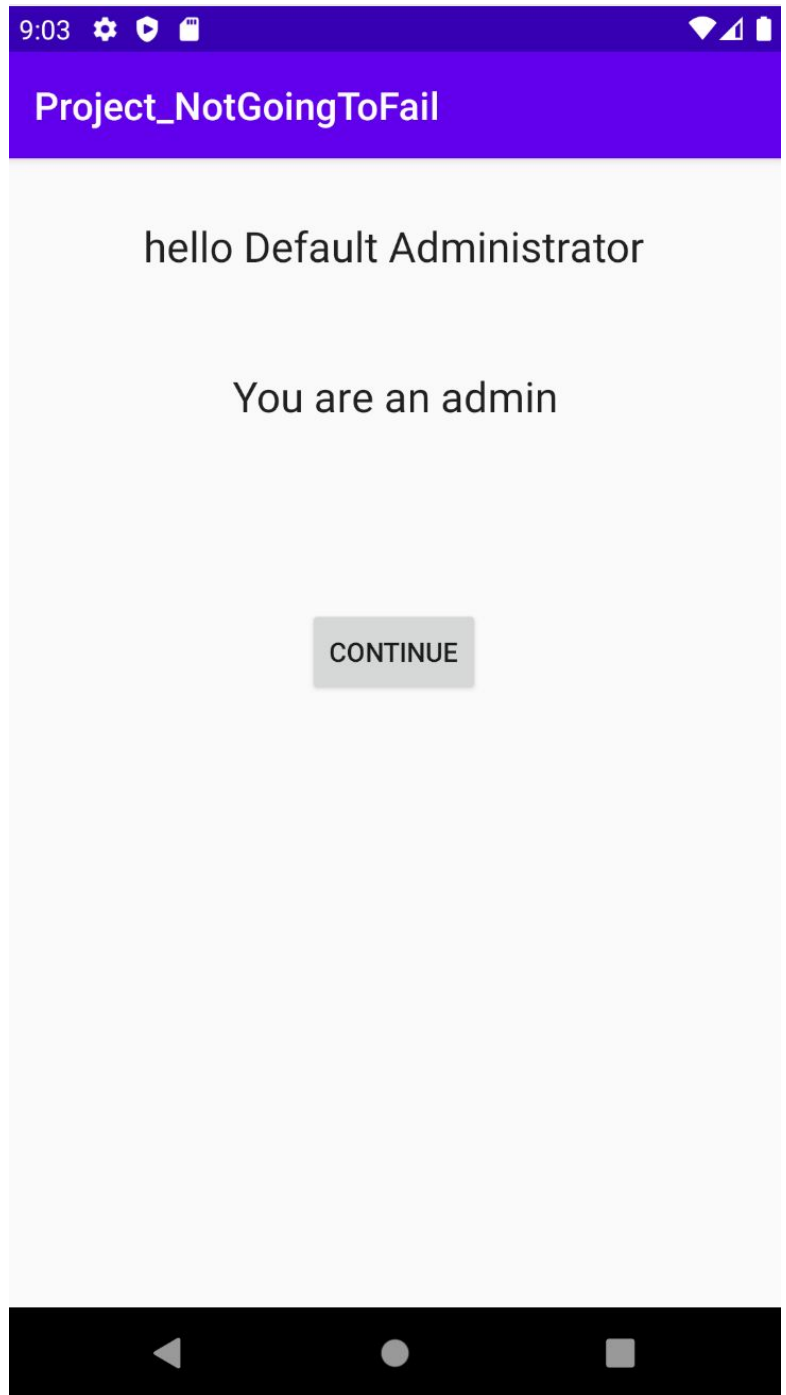 9:03
Project_NotGoingToFail
hello Default Administrator
You are an admin
CONTINUE